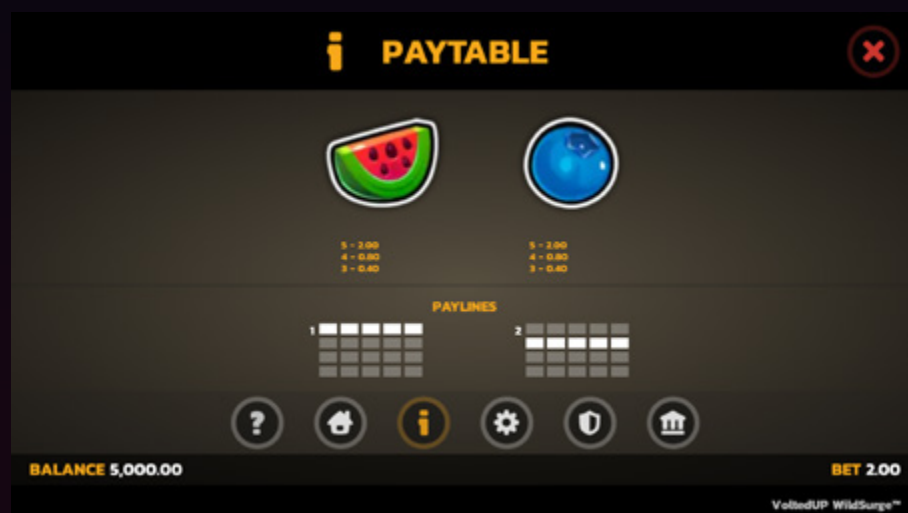 PAYTABLE
5 - 2.00
4 - 0.80
3 - 0.40
5 - 2.00
4 - 0.80
3 - 0.40
PAYLINES
1
2
?
BALANCE 5,000.00
BET 2.00
VoltedUP WildSurge™